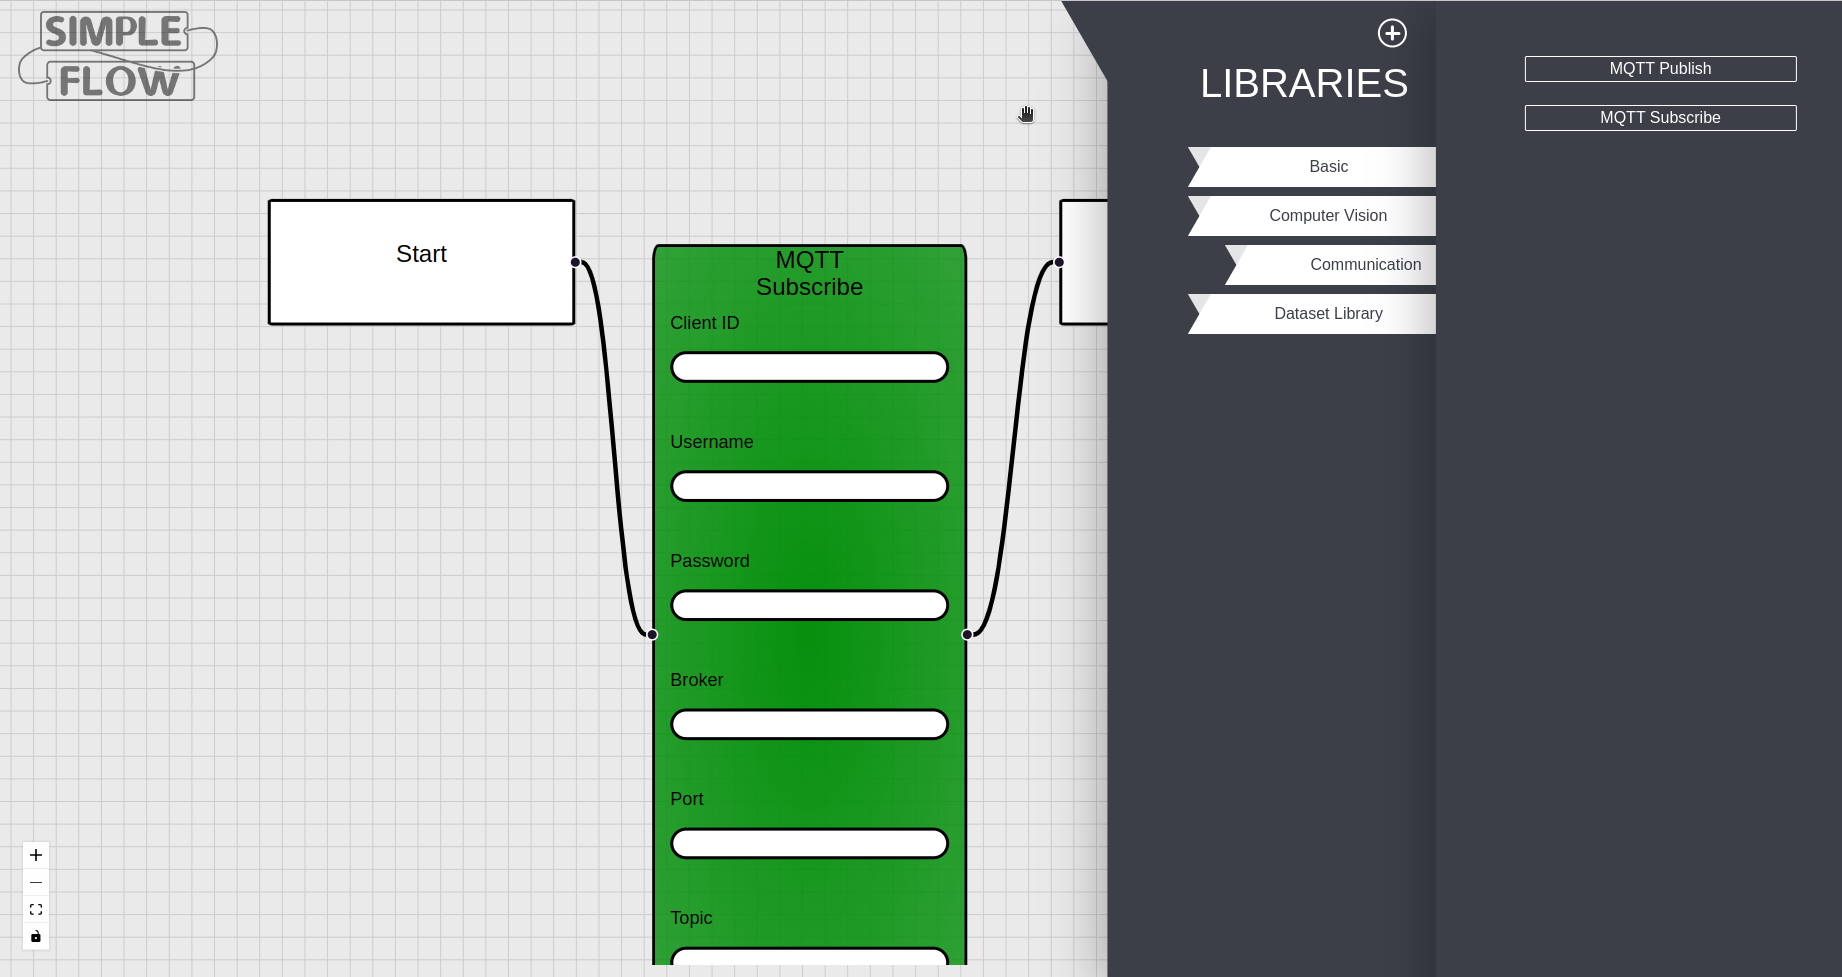 SIMPLE
FLOW
Start
MQTT
Subscribe
Client ID
Username
Password
Broker
Port
Topic
LIBRARIES
Basic
Computer Vision
Communication
Dataset Library
MQTT Publish
MQTT Subscribe